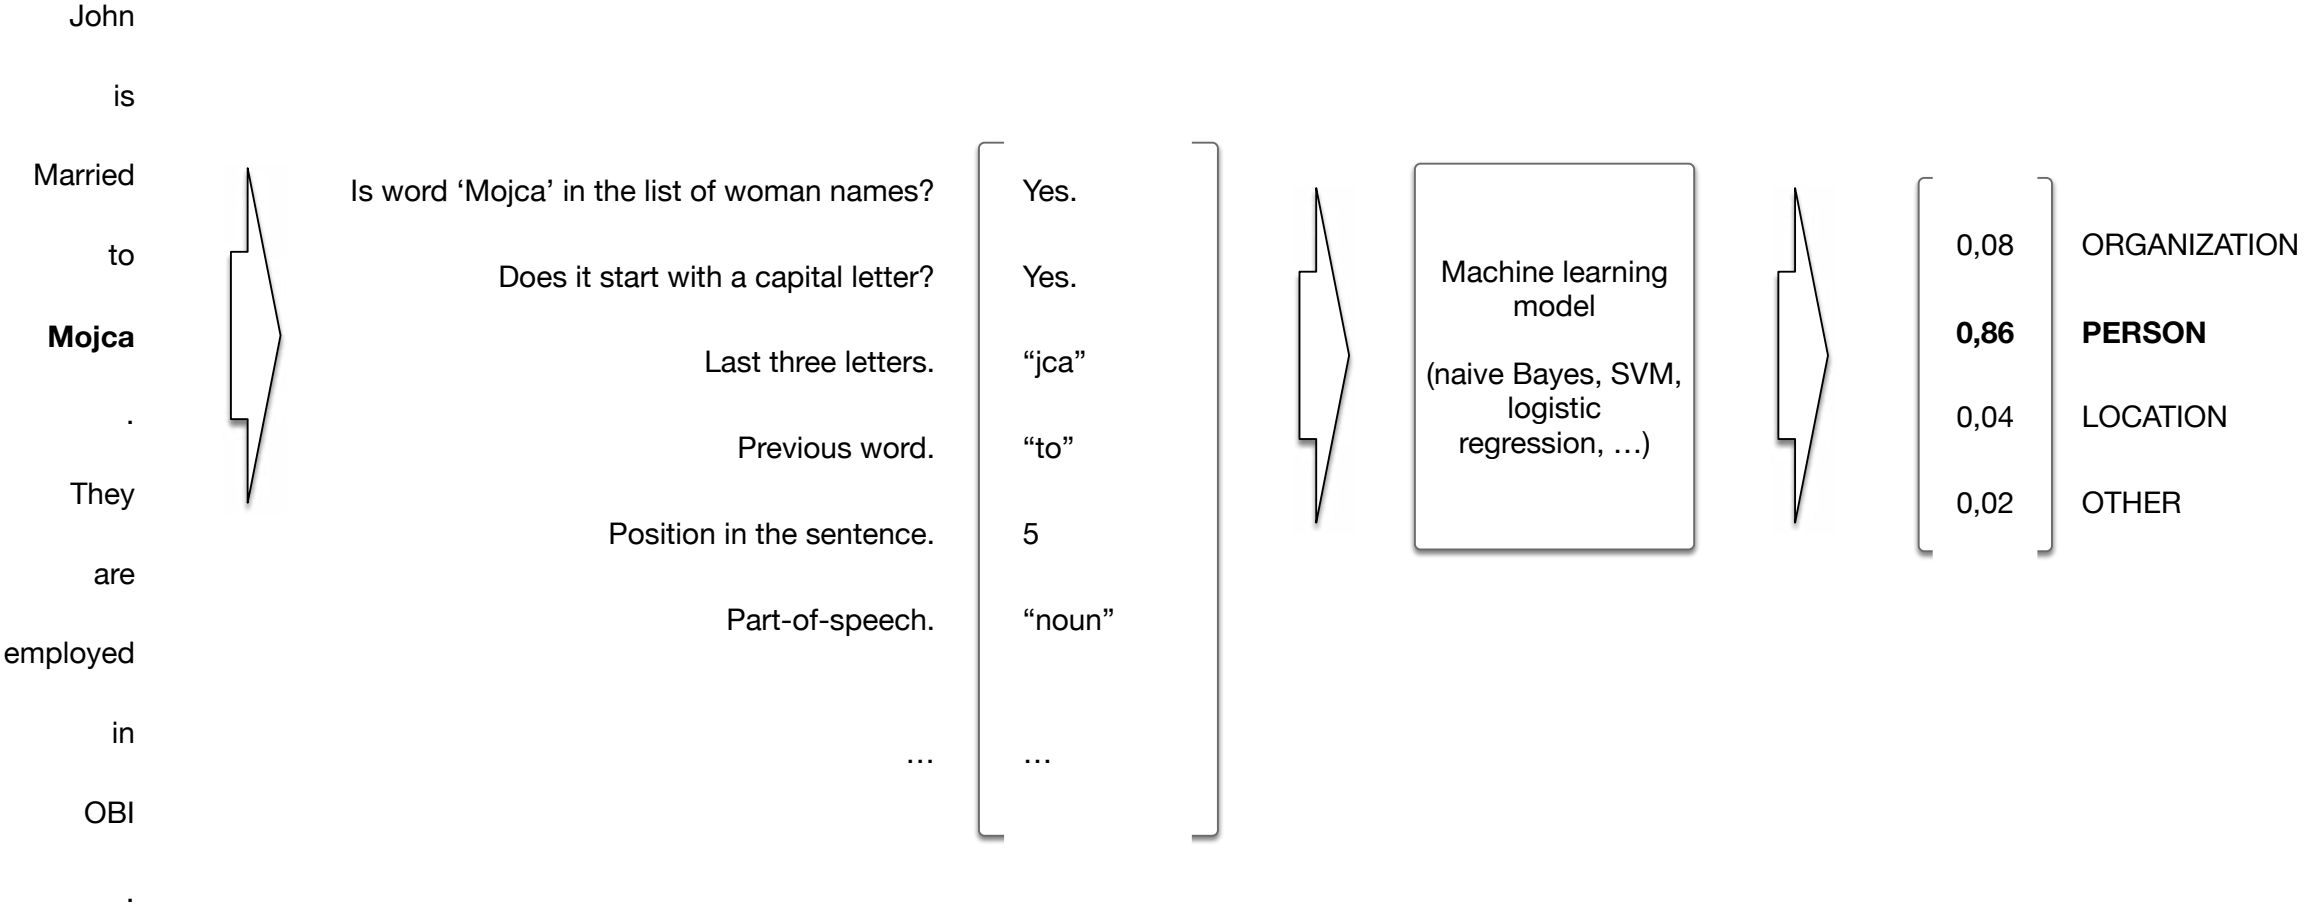 John
is
Married
to
Mojca
.
They
are
employed
in
OBI
.
Is word ‘Mojca’ in the list of woman names? Yes.
Does it start with a capital letter? Yes.
Last three letters. “jca”
Previous word. “to”
Position in the sentence. 5
Part-of-speech. “noun”
… …
Machine learning
model
(naive Bayes, SVM,
logistic
regression, …)
0,08 ORGANIZATION
0,86 PERSON
0,04 LOCATION
0,02 OTHER